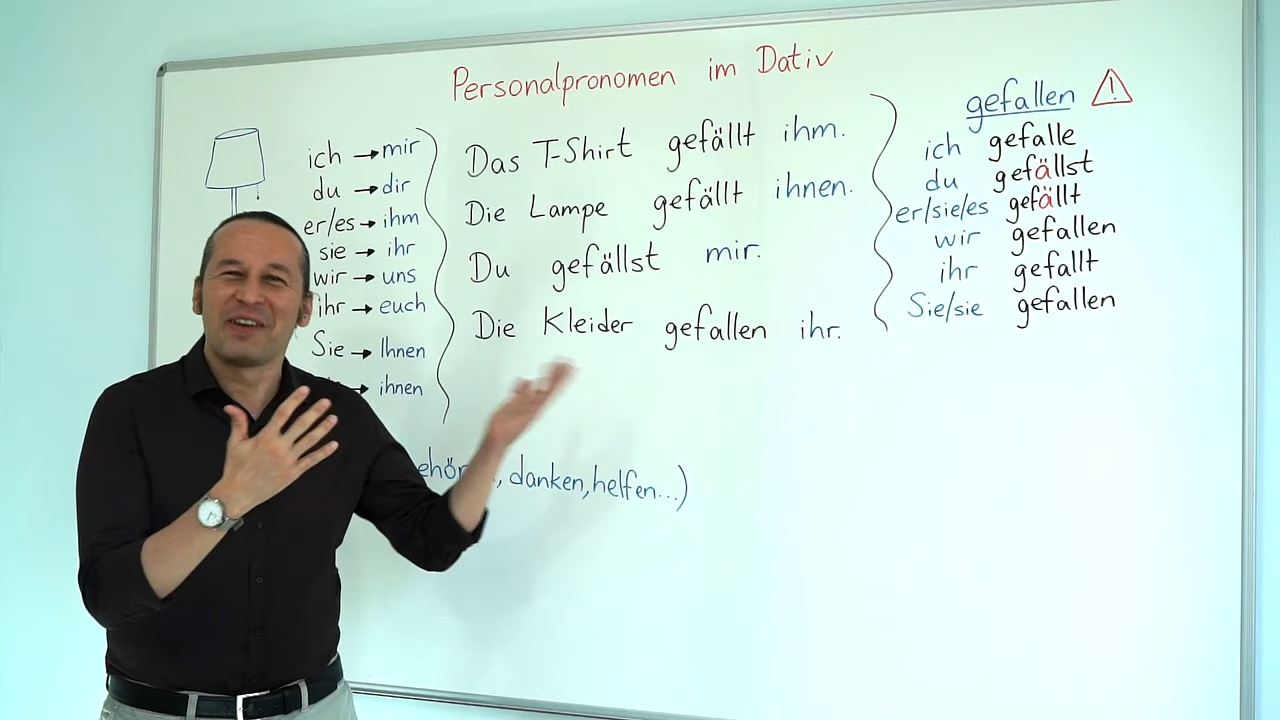 Personalpronomen im Dativ
ich → mir
du → dir
er/es → ihm
sie → ihr
wir → uns
ihr → euch
Sie → Ihnen
→ ihnen
Das T-Shirt gefällt ihm.
Die Lampe gefällt ihnen.
Du gefällst mir.
Die Kleider gefallen ihr.
danken, helfen...)
gefallen
ich gefalle
du gefällst
er/sie/es gefällt
wir gefallen
ihr gefallt
Sie/sie gefallen